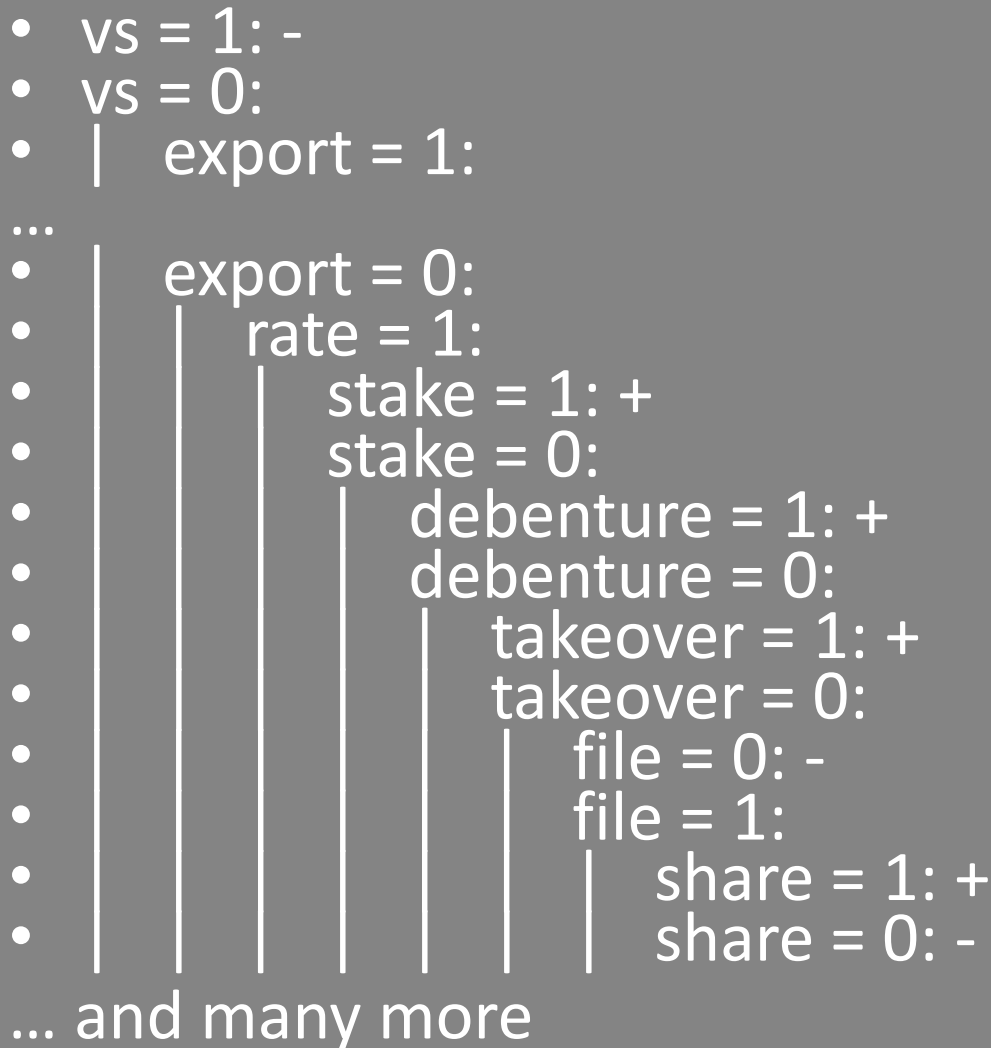 • vs = 1: -
• vs = 0:
• | export = 1:
...
• | export = 0:
• | | rate = 1:
• | | | stake = 1: +
• | | | stake = 0:
• | | | | debenture = 1: +
• | | | | debenture = 0:
• | | | | | takeover = 1: +
• | | | | | takeover = 0:
• | | | | | | file = 0: -
• | | | | | | file = 1:
• | | | | | | | share = 1: +
• | | | | | | | share = 0: -
... and many more